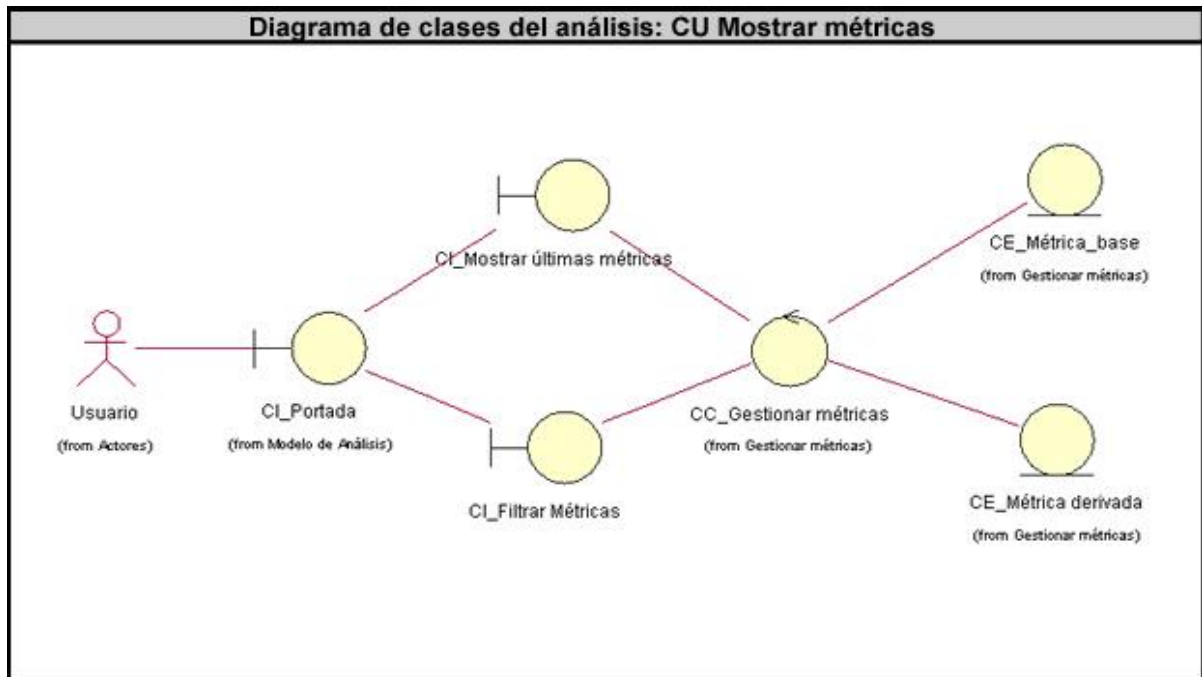 Diagrama de clases del análisis: CU Mostrar métricas
CI_Mostrar últimas métricas
CE_Métrica_base
(from Gestionar métricas)
Usuario
(from Actores)
CI_Portada
(from Modelo de Análisis)
CC_Gestionar métricas
(from Gestionar métricas)
CI_Filtrar Métricas
CE_Métrica derivada
(from Gestionar métricas)